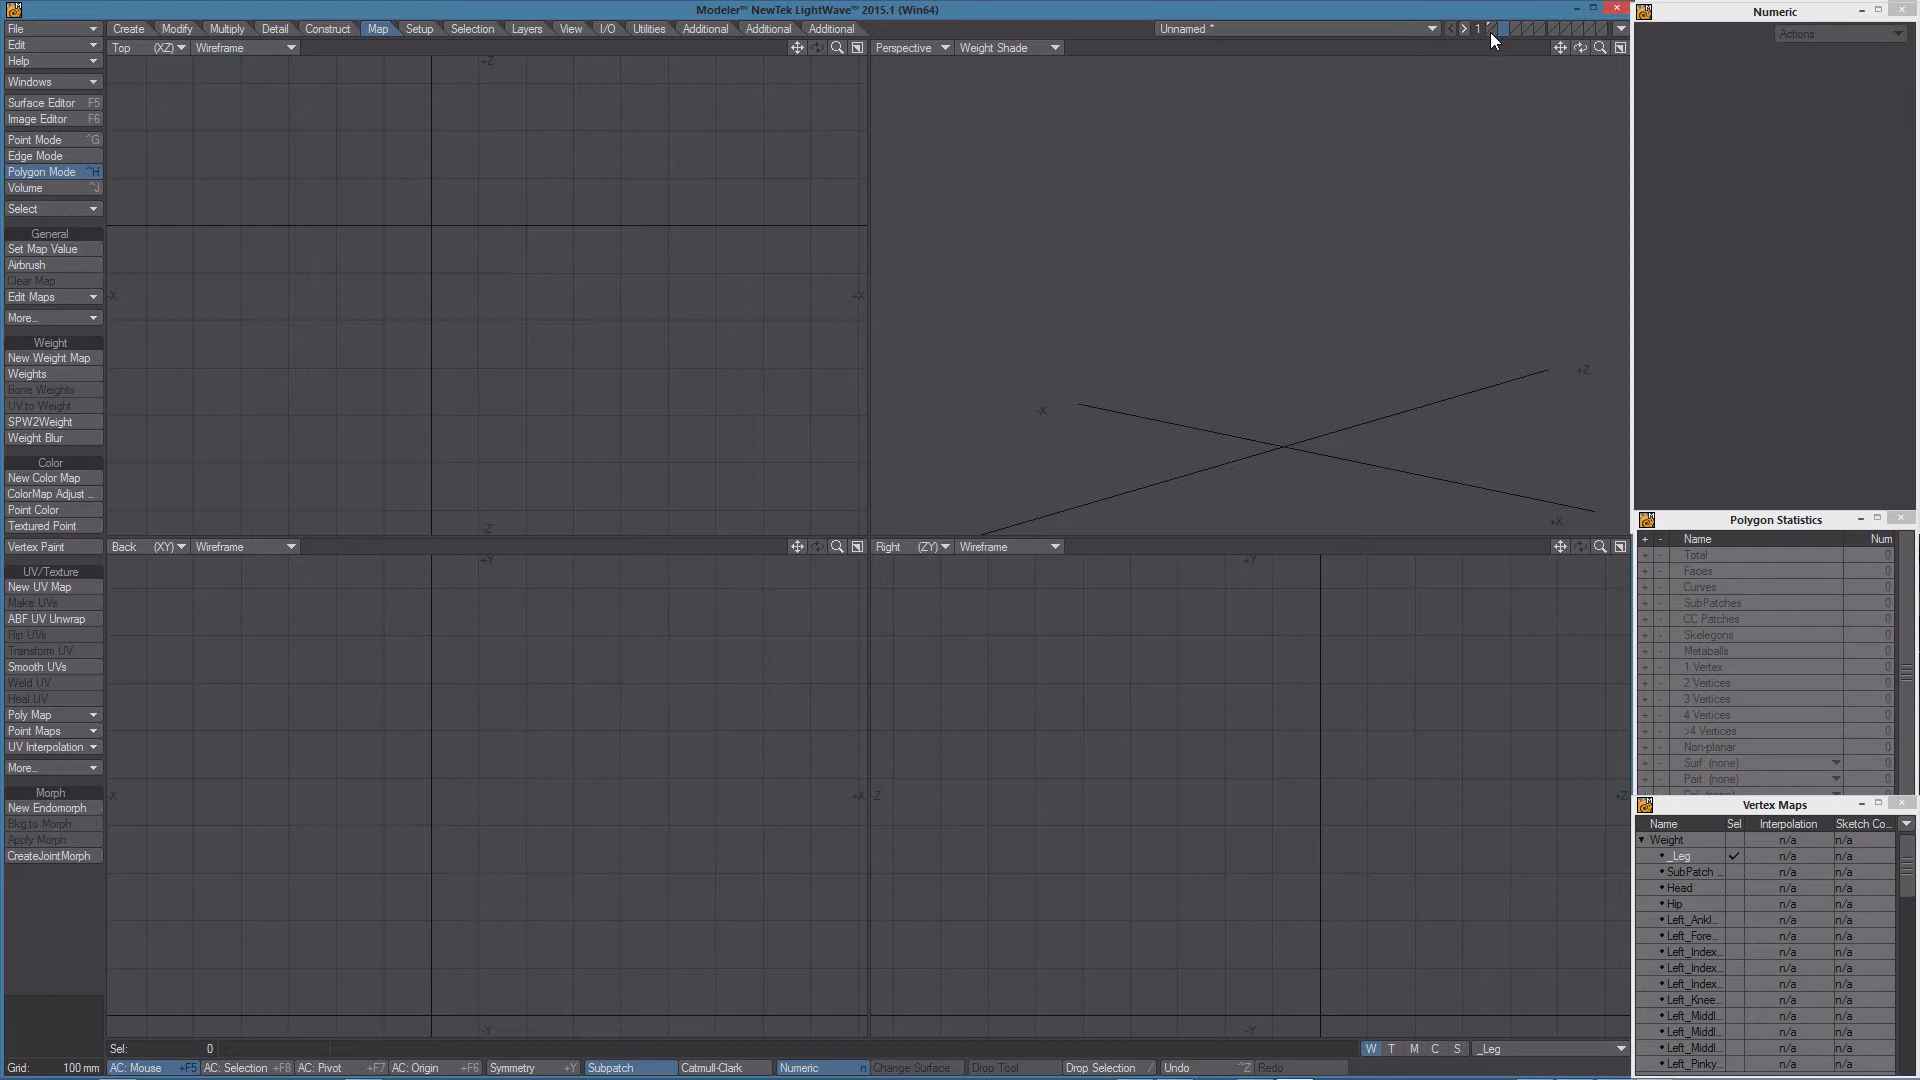 Modeler™ NewTek LightWave™ 2015.1 (Win64)
Numeric
Actions
File
Create Modify Multiply Detail Construct Map Setup Selection Layers View I/O Utilities Additional Additional Additional
Unnamed *
< > 1
Edit
Help
Windows
Surface Editor F5
Image Editor F6
Point Mode ^G
Edge Mode
Polygon Mode ^H
Volume ^J
Select
General
Set Map Value
Airbrush
Clear Map
Edit Maps
More...
Weight
New Weight Map
Weights
Bone Weights
UV to Weight
SPW2Weight
Weight Blur
Color
New Color Map
ColorMap Adjust ...
Point Color
Textured Point
Vertex Paint
UV/Texture
New UV Map
Make UVs
ABF UV Unwrap
Flip UVs
Transform UV
Smooth UVs
Weld UV
Heal UV
Poly Map
Point Maps
UV Interpolation
More...
Morph
New Endomorph
Bkg to Morph
Apply Morph
CreateJointMorph
Top (XZ) Wireframe
+Z
-X +X
-Z
Perspective Weight Shade
+Z
-X
+X
Back (XY) Wireframe
+Y
-X +X
-Y
Right (ZY) Wireframe
+Y
-Z +Z
-Y
Polygon Statistics
+ - Name Num
+ - Total 0
+ - Faces 0
+ - Curves 0
+ - SubPatches 0
+ - CC Patches 0
+ - Skelegons 0
+ - Metaballs 0
+ - 1 Vertex 0
+ - 2 Vertices 0
+ - 3 Vertices 0
+ - 4 Vertices 0
+ - >4 Vertices 0
+ - Non-planar 0
+ - Surf: (none) 0
+ - Part: (none) 0
Vertex Maps
Name Sel Interpolation Sketch Co...
Weight n/a n/a
_Leg n/a n/a
SubPatch ... n/a n/a
Head n/a n/a
Hip n/a n/a
Left_Ankl... n/a n/a
Left_Fore... n/a n/a
Left_Index... n/a n/a
Left_Index... n/a n/a
Left_Index... n/a n/a
Left_Knee... n/a n/a
Left_Middl... n/a n/a
Left_Middl... n/a n/a
Left_Middl... n/a n/a
Left_Pinky... n/a n/a
Sel: 0
W T M C S _Leg
Grid: 100 mm
AC: Mouse +F5 AC: Selection +F8 AC: Pivot +F7 AC: Origin +F6 Symmetry +Y Subpatch Catmull-Clark Numeric n Change Surface Drop Tool Drop Selection / Undo ^Z Redo